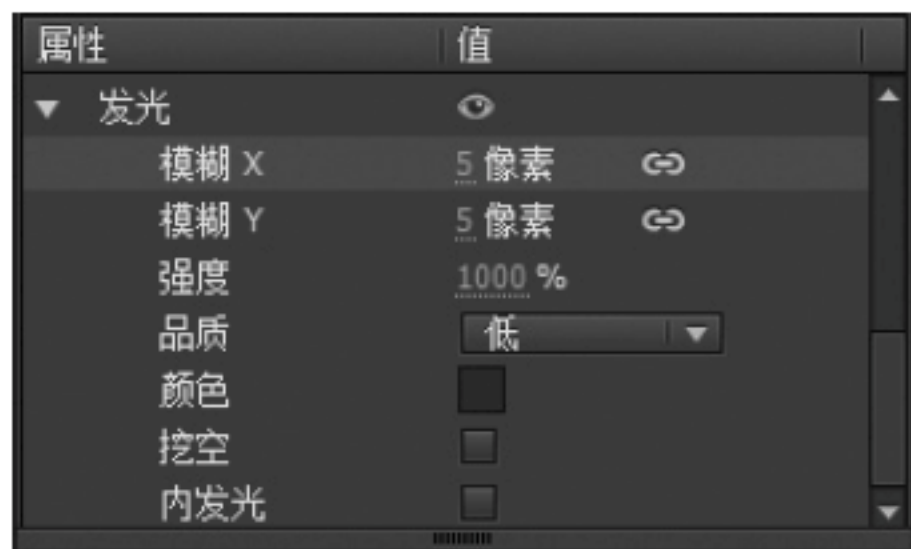 属性 值
发光
模糊 X 5 像素
模糊 Y 5 像素
强度 1000 %
品质 低
颜色
挖空
内发光